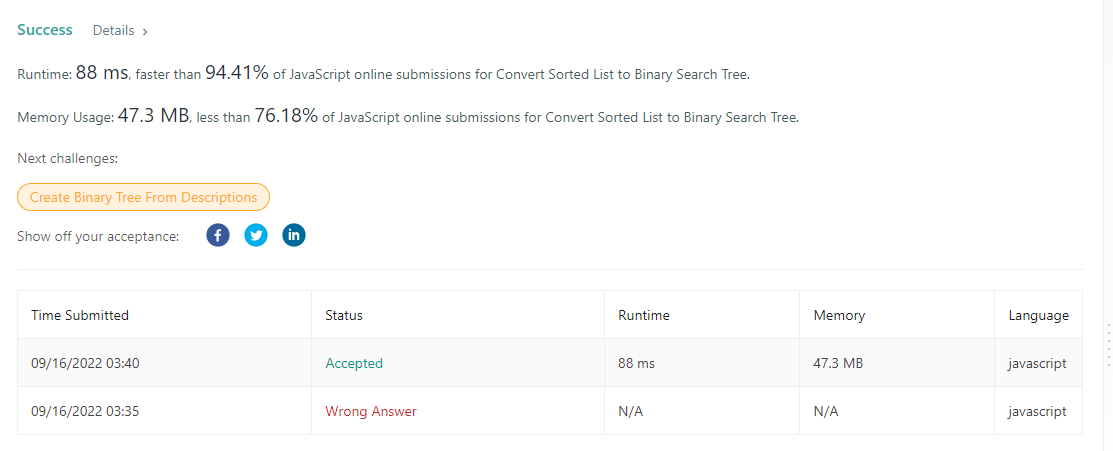 Success Details >
Runtime: 88 ms, faster than 94.41% of JavaScript online submissions for Convert Sorted List to Binary Search Tree.
Memory Usage: 47.3 MB, less than 76.18% of JavaScript online submissions for Convert Sorted List to Binary Search Tree.
Next challenges:
Create Binary Tree From Descriptions
Show off your acceptance: f in
Time Submitted Status Runtime Memory Language
09/16/2022 03:40 Accepted 88 ms 47.3 MB javascript
09/16/2022 03:35 Wrong Answer N/A N/A javascript